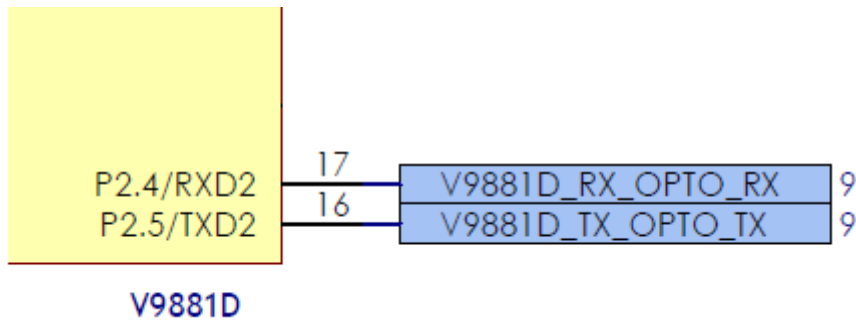 P2.4/RXD2 17 V9881D_RX_OPTO_RX 9
P2.5/TXD2 16 V9881D_TX_OPTO_TX 9
V9881D